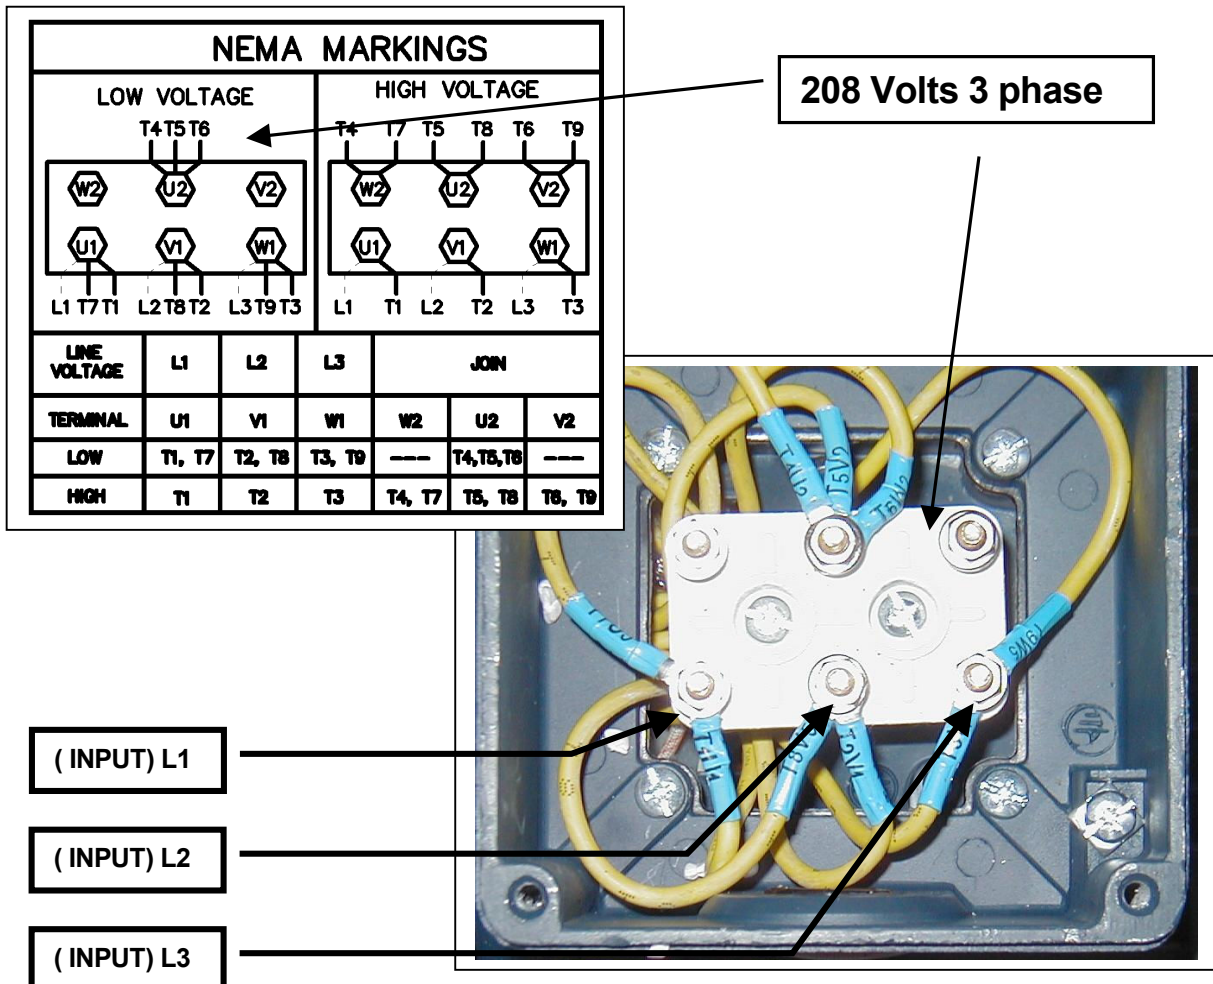 NEMA MARKINGS
LOW VOLTAGE
T4 T5 T6
W2 U2 V2
U1 V1 W1
L1 T7 T1 L2 T8 T2 L3 T9 T3
HIGH VOLTAGE
T4 T7 T5 T8 T6 T9
W2 U2 V2
U1 V1 W1
L1 T1 L2 T2 L3 T3
LINE VOLTAGE L1 L2 L3 JOIN
TERMINAL U1 V1 W1 W2 U2 V2
LOW T1, T7 T2, T8 T3, T9 --- T4,T5,T6 ---
HIGH T1 T2 T3 T4, T7 T5, T8 T6, T9
208 Volts 3 phase
T5V2
T9W5
( INPUT) L1
( INPUT) L2
( INPUT) L3